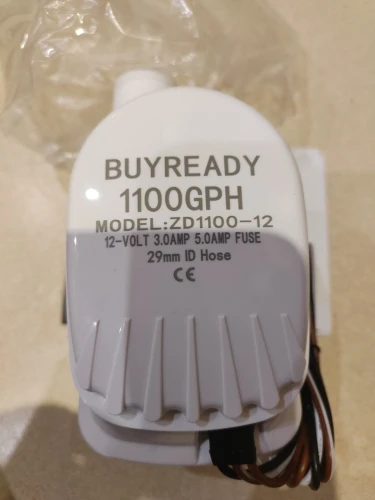 BUYREADY
1100GPH
MODEL:ZD1100-12
12-VOLT 3.0AMP 5.0AMP FUSE
29mm ID Hose
CE